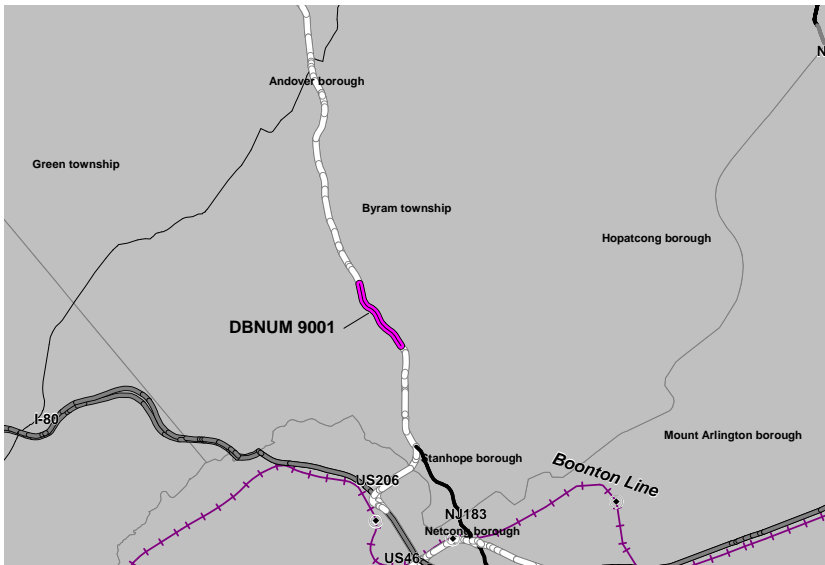 N
Andover borough
Green township
Byram township
Hopatcong borough
DBNUM 9001
I-80
Mount Arlington borough
Stanhope borough
Boonton Line
US206
NJ183
Netcong borough
US46